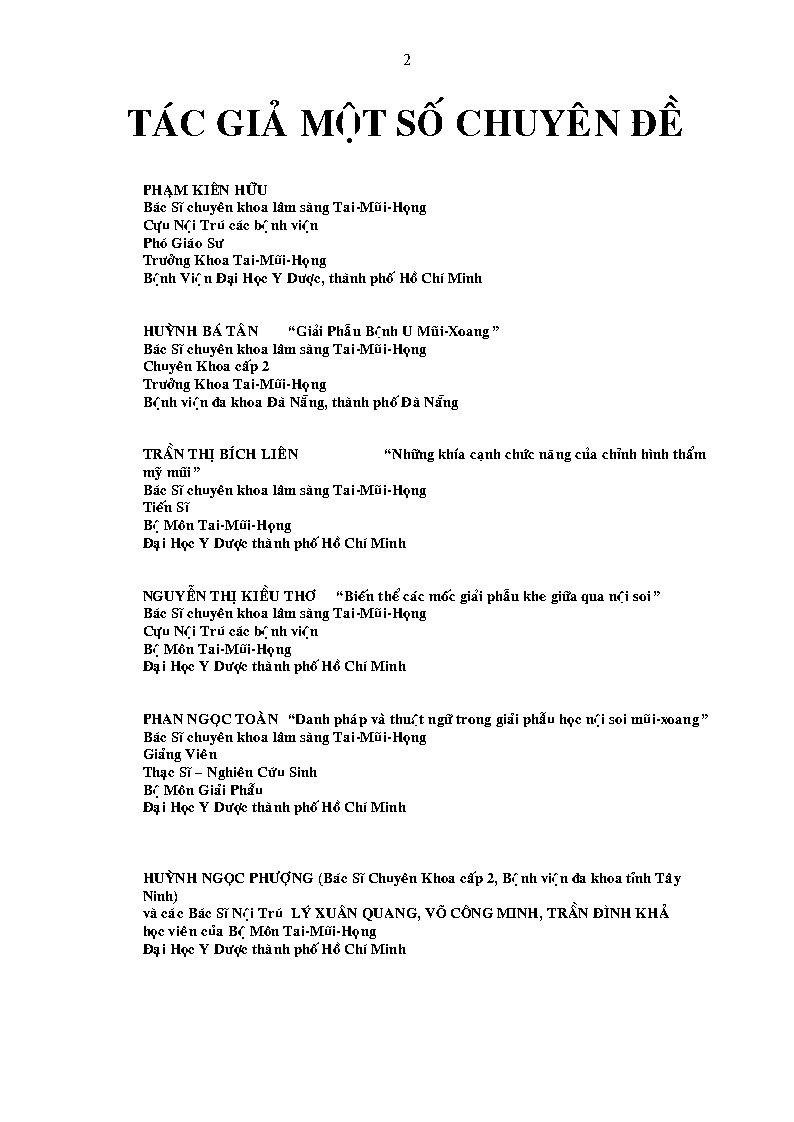 2
TÁC GIẢ MỘT SỐ CHUYÊN ĐỀ
PHẠM KIÊN HỮU
Bác Sĩ chuyên khoa lâm sàng Tai-Mũi-Họng
Cựu Nội Trú các bệnh viện
Phó Giáo Sư
Trưởng Khoa Tai-Mũi-Họng
Bệnh Viện Đại Học Y Dược, thành phố Hồ Chí Minh
HUỲNH BÁ TÂN “Giải Phẫu Bệnh U Mũi-Xoang”
Bác Sĩ chuyên khoa lâm sàng Tai-Mũi-Họng
Chuyên Khoa cấp 2
Trưởng Khoa Tai-Mũi-Họng
Bệnh viện đa khoa Đà Nẵng, thành phố Đà Nẵng
TRẦN THỊ BÍCH LIÊN “Những khía cạnh chức năng của chỉnh hình thẩm
mỹ mũi”
Bác Sĩ chuyên khoa lâm sàng Tai-Mũi-Họng
Tiến Sĩ
Bộ Môn Tai-Mũi-Họng
Đại Học Y Dược thành phố Hồ Chí Minh
NGUYỄN THỊ KIỀU THƠ “Biến thể các mốc giải phẫu khe giữa qua nội soi”
Bác Sĩ chuyên khoa lâm sàng Tai-Mũi-Họng
Cựu Nội Trú các bệnh viện
Bộ Môn Tai-Mũi-Họng
Đại Học Y Dược thành phố Hồ Chí Minh
PHAN NGỌC TOÀN “Danh pháp và thuật ngữ trong giải phẫu học nội soi mũi-xoang”
Bác Sĩ chuyên khoa lâm sàng Tai-Mũi-Họng
Giảng Viên
Thạc Sĩ – Nghiên Cứu Sinh
Bộ Môn Giải Phẫu
Đại Học Y Dược thành phố Hồ Chí Minh
HUỲNH NGỌC PHƯỢNG (Bác Sĩ Chuyên Khoa cấp 2, Bệnh viện đa khoa tỉnh Tây
Ninh)
và các Bác Sĩ Nội Trú LÝ XUÂN QUANG, VÕ CÔNG MINH, TRẦN ĐÌNH KHẢ
học viên của Bộ Môn Tai-Mũi-Họng
Đại Học Y Dược thành phố Hồ Chí Minh